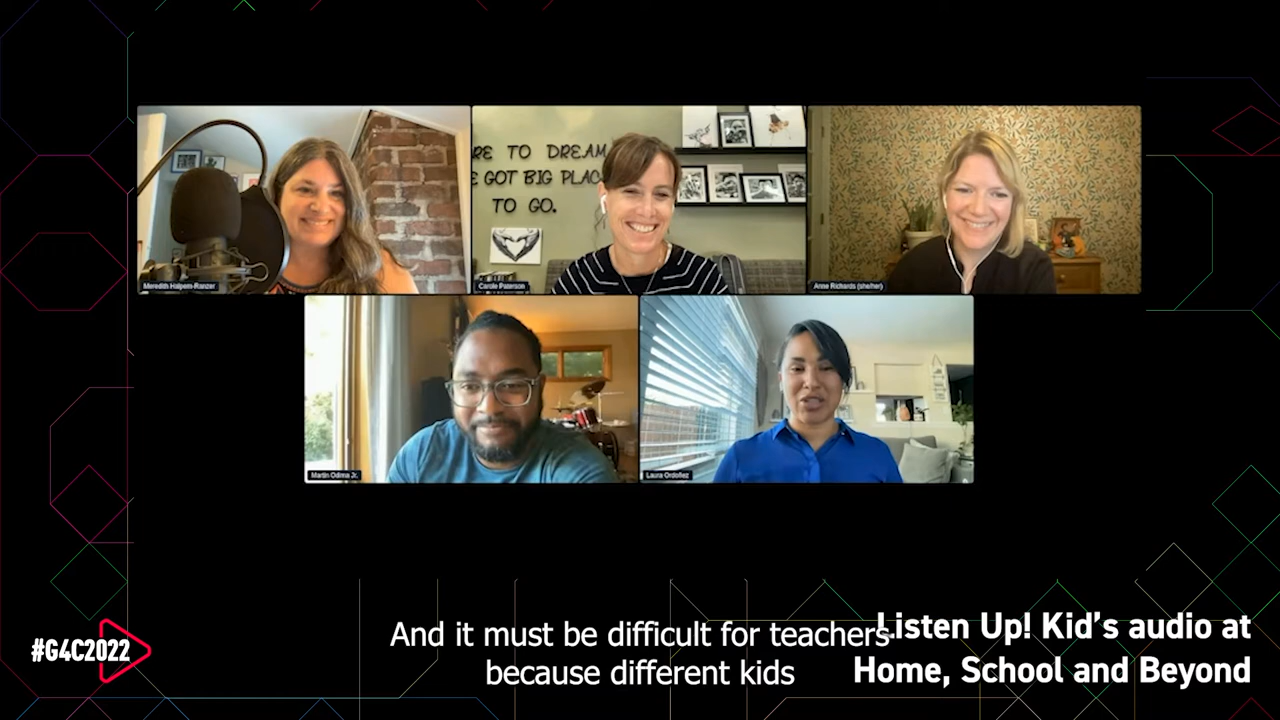 RE TO DREAM
E GOT BIG PLAC
TO GO.
Meredith Halpern-Ranzer
Carole Paterson
Anne Richards (she/her)
Martin Odima Jr.
Laura Ordoñez
#G4C2022
And it must be difficult for teachers
because different kids
Listen Up! Kid's audio at
Home, School and Beyond